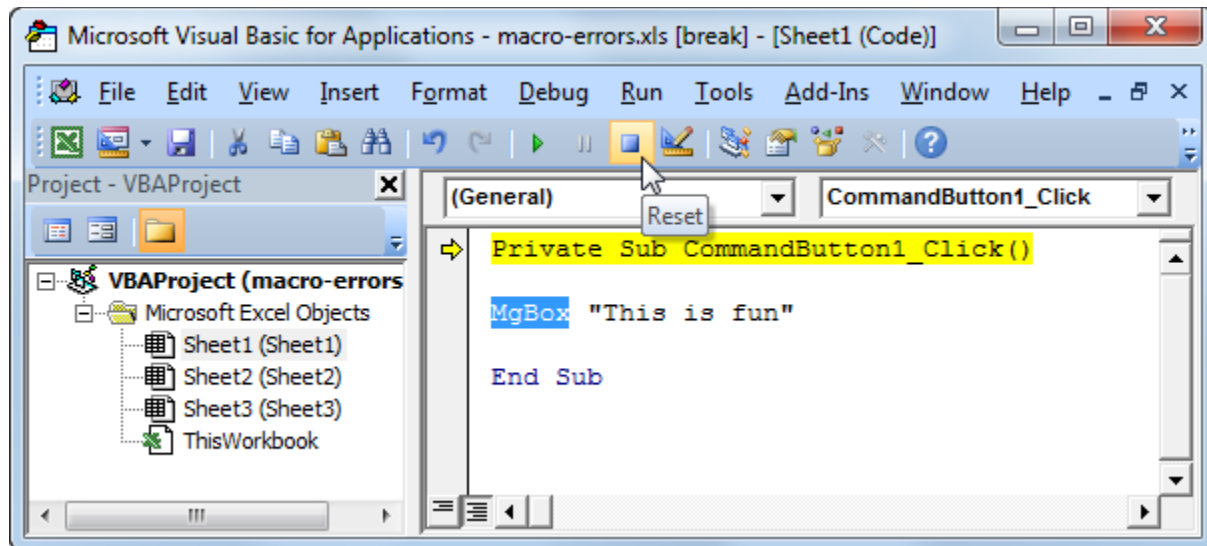 Microsoft Visual Basic for Applications - macro-errors.xls [break] - [Sheet1 (Code)]
File Edit View Insert Format Debug Run Tools Add-Ins Window Help
Project - VBAProject
(General)
CommandButton1_Click
Reset
VBAProject (macro-errors
Microsoft Excel Objects
Sheet1 (Sheet1)
Sheet2 (Sheet2)
Sheet3 (Sheet3)
ThisWorkbook
Private Sub CommandButton1_Click()
MgBox "This is fun"
End Sub